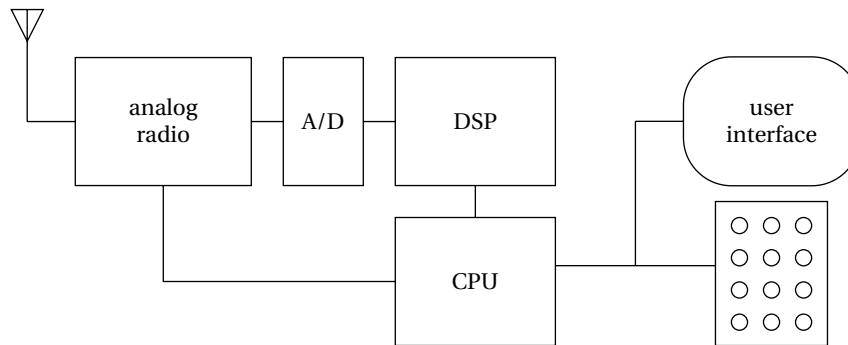 analog
radio
A/D
DSP
user
interface
CPU